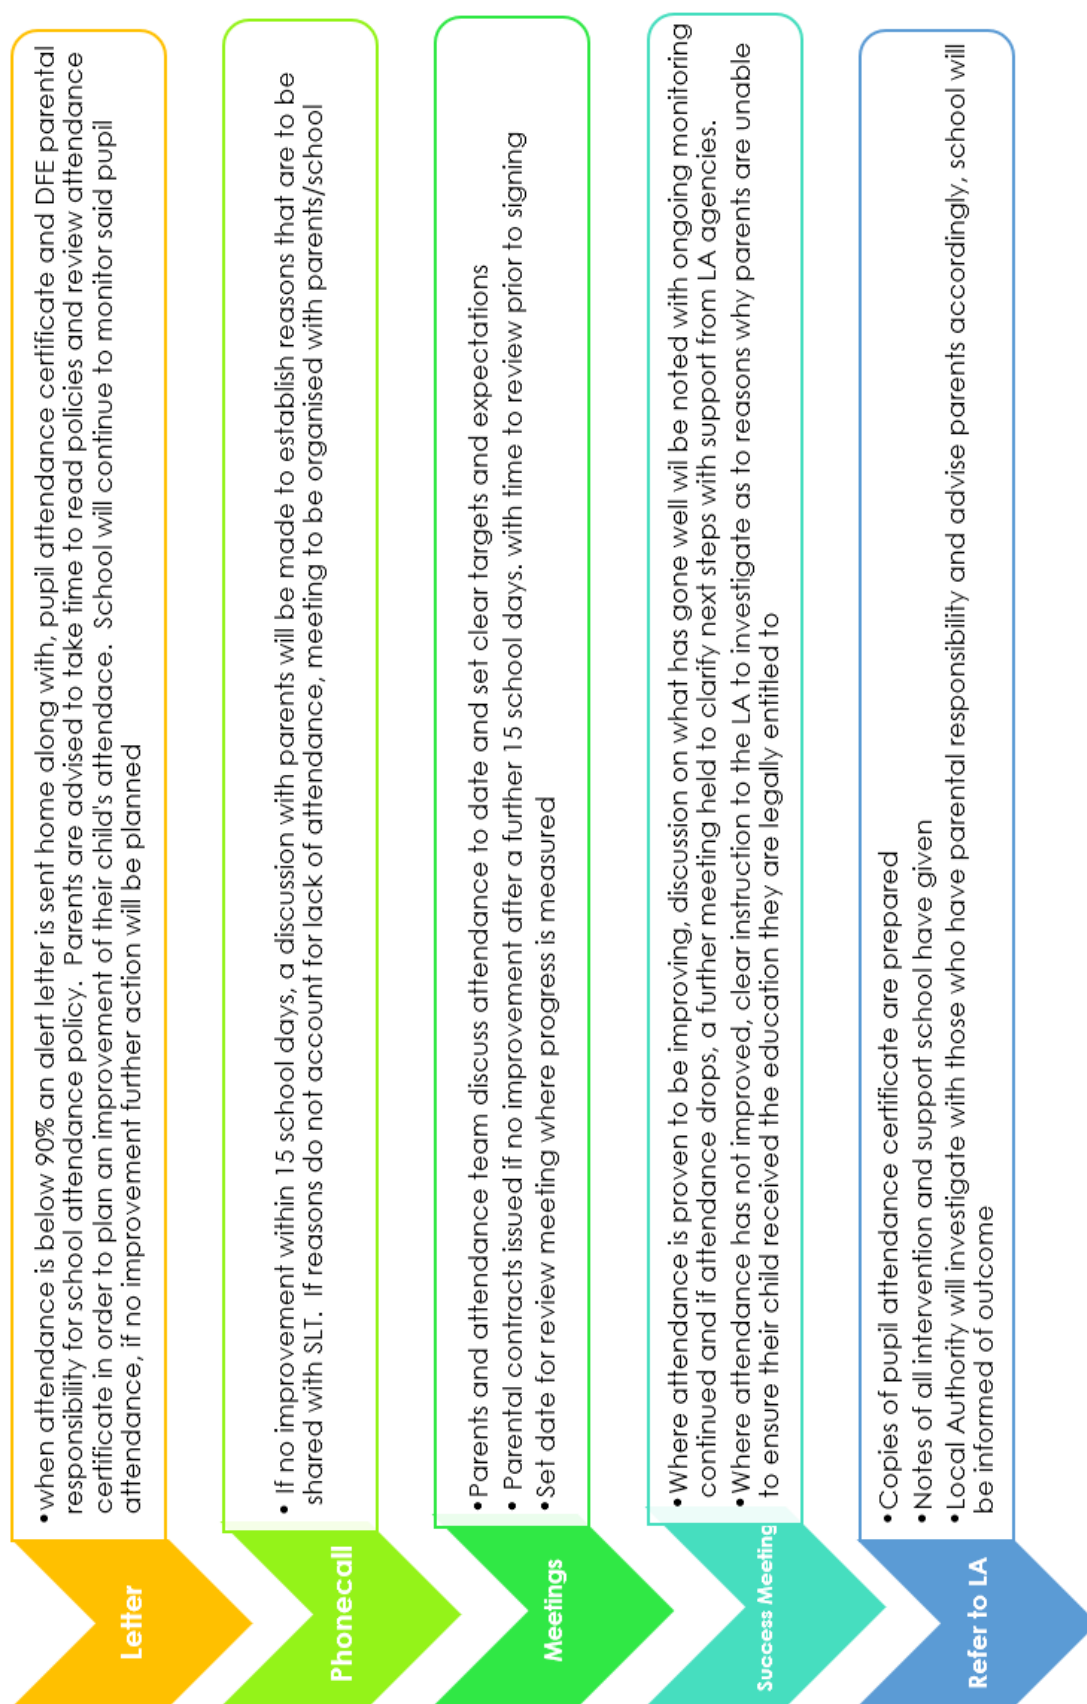 Letter
•when attendance is below 90% an alert letter is sent home along with, pupil attendance certificate and DFE parental
responsibility for school attendance policy.  Parents are advised to take time to read policies and review attendance
certificate in order to plan an improvement of their child's attendace.  School will continue to monitor said pupil
attendance, if no improvement further action will be planned
Phonecall
• If no improvement within 15 school days, a discussion with parents will be made to establish reasons that are to be
shared with SLT.  If reasons do not account for lack of attendance, meeting to be organised with parents/school
Meetings
•Parents and attendance team discuss attendance to date and set clear targets and expectations
• Parental contracts issued if no improvement after a further 15 school days. with time to review prior to signing
•Set date for review meeting where progress is measured
Success Meeting
•Where attendance is proven to be improving, discussion on what has gone well wil be noted with ongoing monitoring
continued and if attendance drops, a further meeting held to clarify next steps with support from LA agencies.
•Where attendance has not improved, clear instruction to the LA to investigate as to reasons why parents are unable
to ensure their child received the education they are legally entitled to
Refer to LA
•Copies of pupil attendance certificate are prepared
•Notes of all intervention and support school have given
•Local Authority will investigate with those who have parental responsibility and advise parents accordingly, school will
be informed of outcome